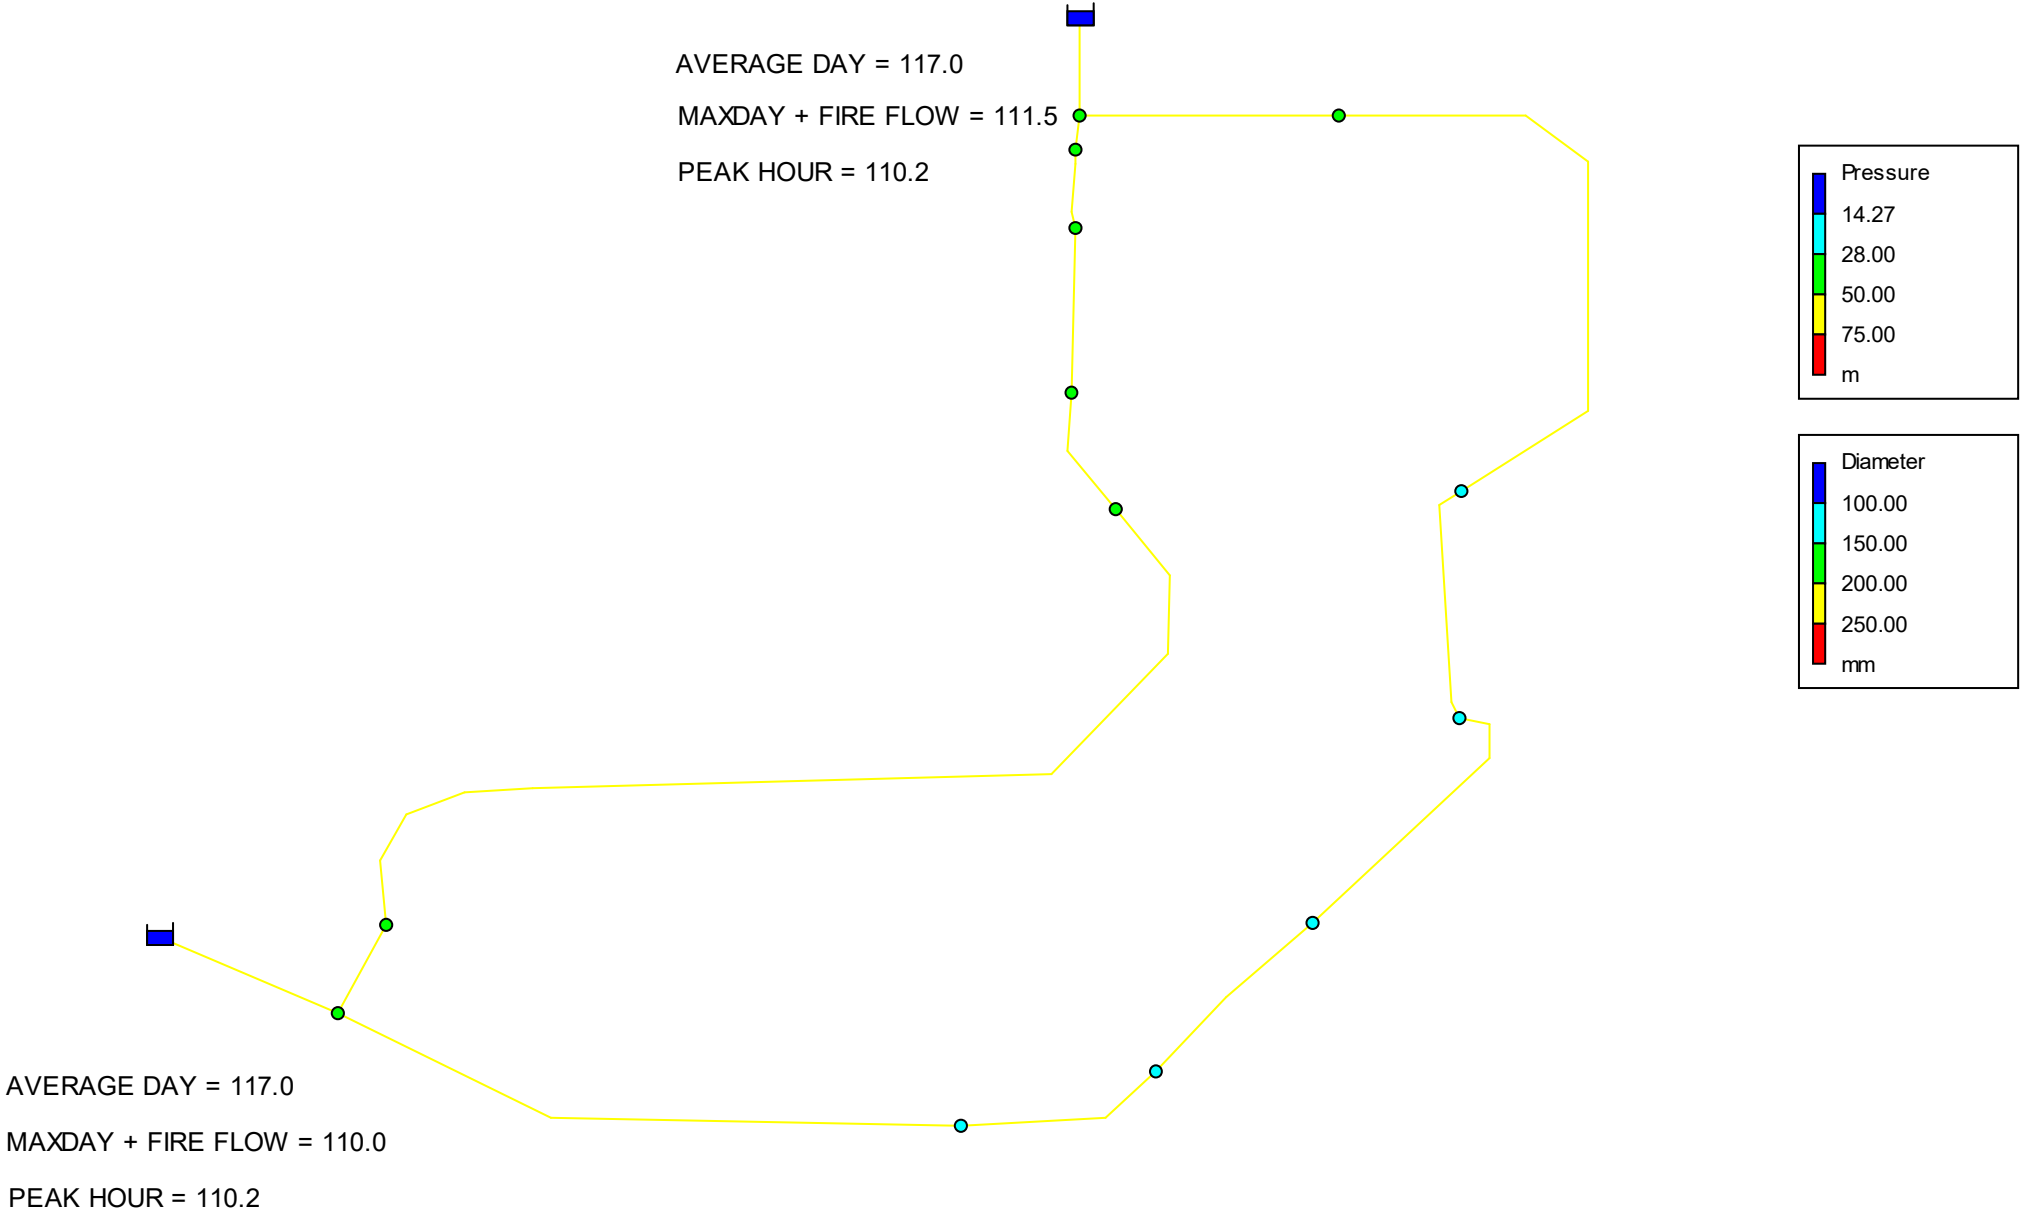 AVERAGE DAY = 117.0
MAXDAY + FIRE FLOW = 111.5
PEAK HOUR = 110.2
Pressure
14.27
28.00
50.00
75.00
m
Diameter
100.00
150.00
200.00
250.00
mm
AVERAGE DAY = 117.0
MAXDAY + FIRE FLOW = 110.0
PEAK HOUR = 110.2